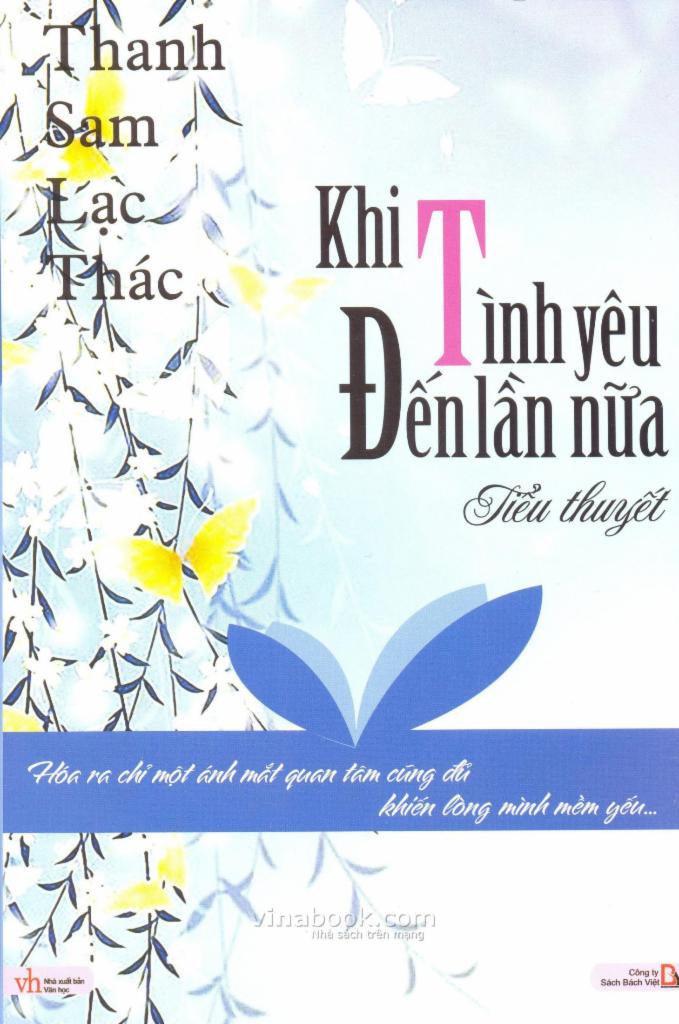 Thanh
Sam
Lạc
Thác
Khi
Tình yêu
Đến lần nữa
Tiểu thuyết
Hóa ra chỉ một ánh mắt quan tâm cũng đủ
khiến lòng mình mềm yếu...
vinabook.com
Nhà sách trên mạng
vh
Nhà xuất bản
Văn học
Công ty
Sách Bách Việt